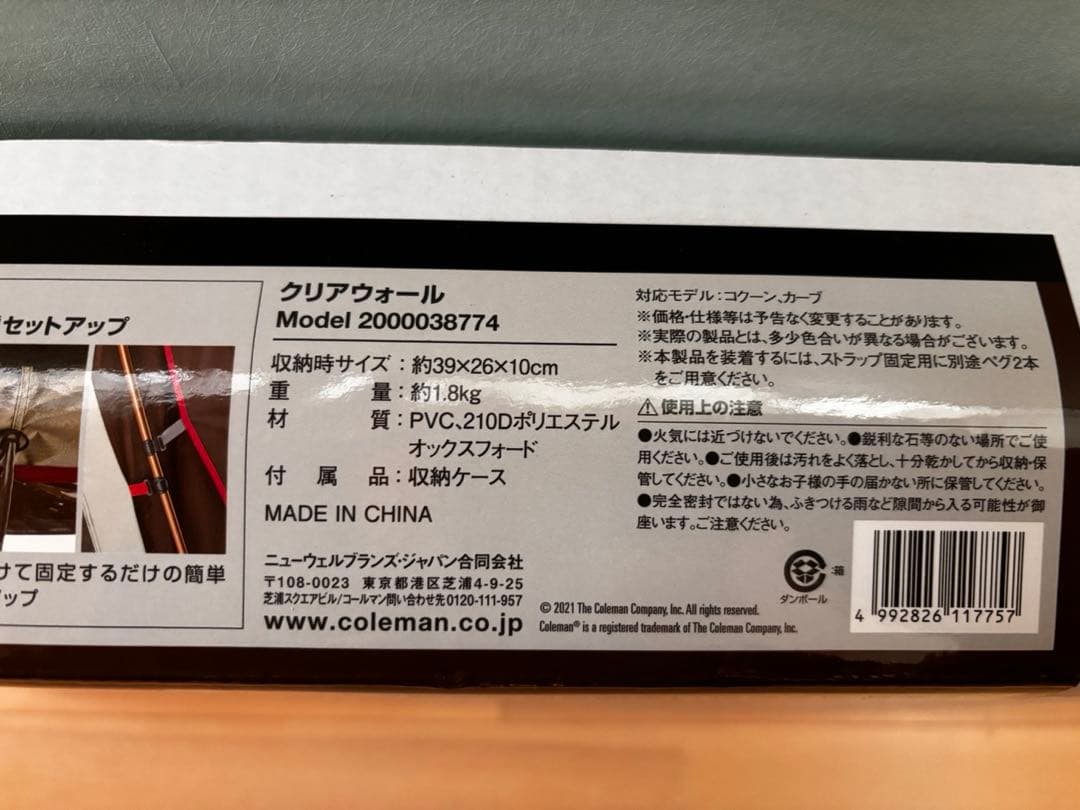 セットアップ
けて固定するだけの簡単
ップ
クリアウォール
Model 2000038774
収納時サイズ：約39×26×10cm
重　　　量：約1.8kg
材　　　質：PVC、210Dポリエステル
オックスフォード
付　属　品：収納ケース
MADE IN CHINA
ニューウェルブランズ・ジャパン合同会社
〒108-0023 東京都港区芝浦4-9-25
芝浦スクエアビル/コールマン問い合わせ先0120-111-957
www.coleman.co.jp
対応モデル：コクーン、カーブ
※価格・仕様等は予告なく変更することがあります。
※実際の製品とは、多少色合いが異なる場合がございます。
※本製品を装着するには、ストラップ固定用に別途ペグ2本
をご用意ください。
⚠使用上の注意
●火気には近づけないでください。●鋭利な石等のない場所でご使
用ください。●ご使用後は汚れをよく落とし、十分乾かしてから収納・保
管してください。●小さなお子様の手の届かない所に保管してください。
●完全密封ではない為、ふきつける雨など隙間から入る可能性が御
座います。ご注意ください。
© 2021 The Coleman Company, Inc. All rights reserved.
Coleman® is a registered trademark of The Coleman Company, Inc.
:箱
ダンボール
4 992826 117757